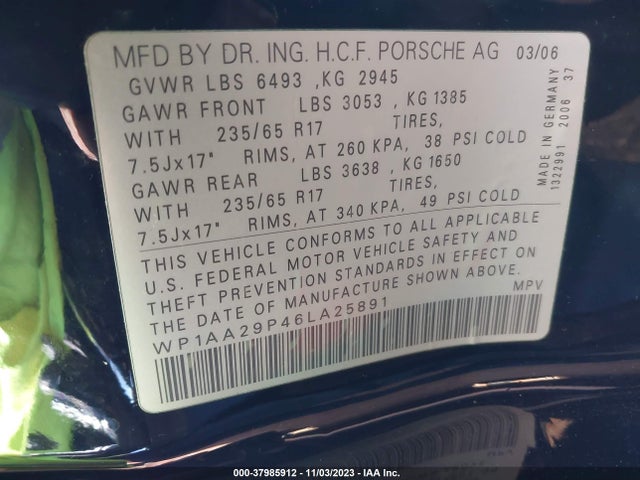 MFD BY DR. ING. H.C.F. PORSCHE AG 03/06
GVWR LBS 6493 ,KG 2945
GAWR FRONT LBS 3053 , KG 1385
WITH 235/65 R17 TIRES,
7.5Jx17" RIMS, AT 260 KPA, 38 PSI COLD
GAWR REAR LBS 3638 , KG 1650
WITH 235/65 R17 TIRES,
7.5Jx17" RIMS, AT 340 KPA, 49 PSI COLD
THIS VEHICLE CONFORMS TO ALL APPLICABLE
U.S. FEDERAL MOTOR VEHICLE SAFETY AND
THEFT PREVENTION STANDARDS IN EFFECT ON
THE DATE OF MANUFACTURE SHOWN ABOVE.
WP1AA29P46LA25891 MPV
MADE IN GERMANY
1322991 2006 37
000-37985912 - 11/03/2023 - IAA Inc.